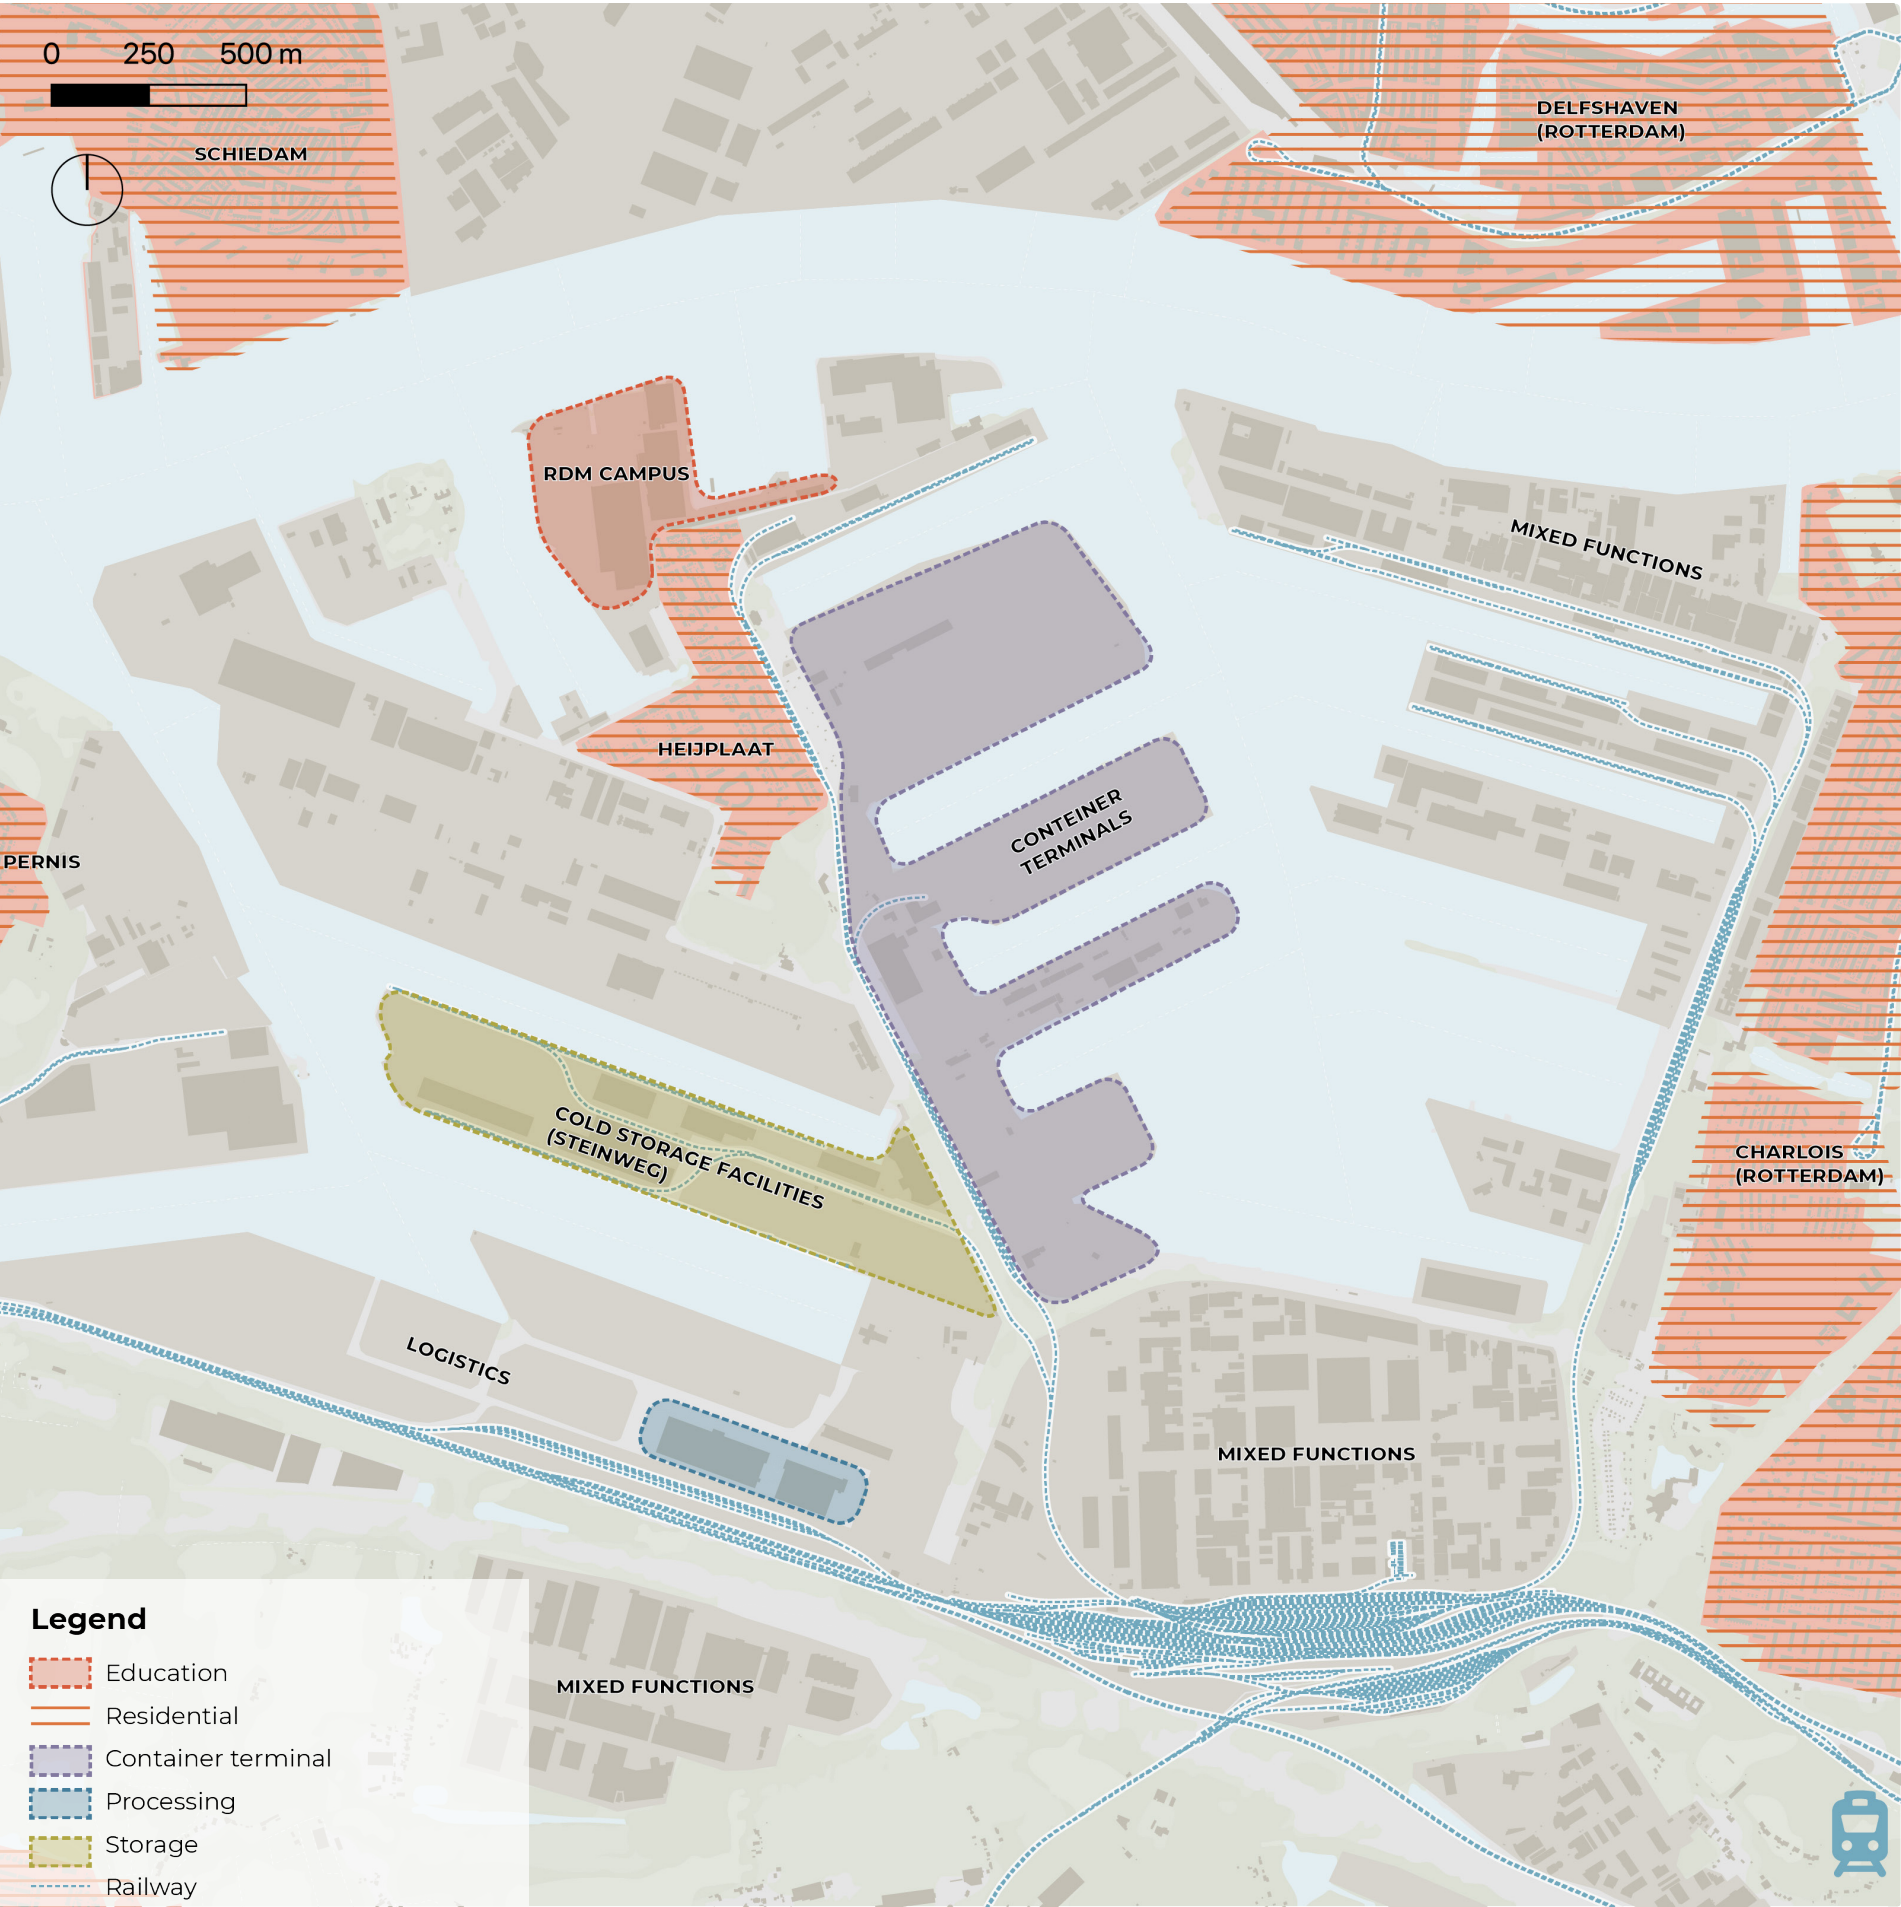 0 250 500 m
SCHIEDAM
DELFSHAVEN
(ROTTERDAM)
RDM CAMPUS
MIXED FUNCTIONS
HEIJPLAAT
CONTEINER
TERMINALS
PERNIS
COLD STORAGE FACILITIES
(STEINWEG)
CHARLOIS
(ROTTERDAM)
LOGISTICS
MIXED FUNCTIONS
MIXED FUNCTIONS
Legend
Education
Residential
Container terminal
Processing
Storage
Railway